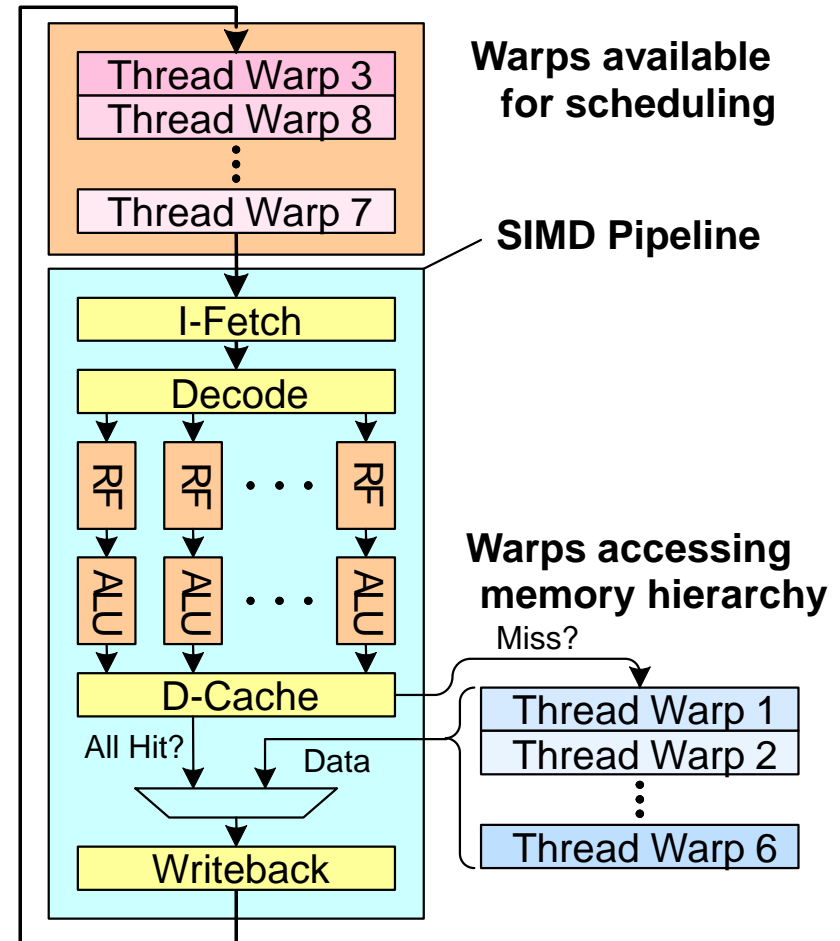 Warps available
for scheduling
Thread Warp 3
Thread Warp 8
Thread Warp 7
SIMD Pipeline
I-Fetch
Decode
RF RF RF
ALU ALU ALU
Warps accessing
memory hierarchy
Miss?
D-Cache
Thread Warp 1
All Hit?
Data
Thread Warp 2
Thread Warp 6
Writeback